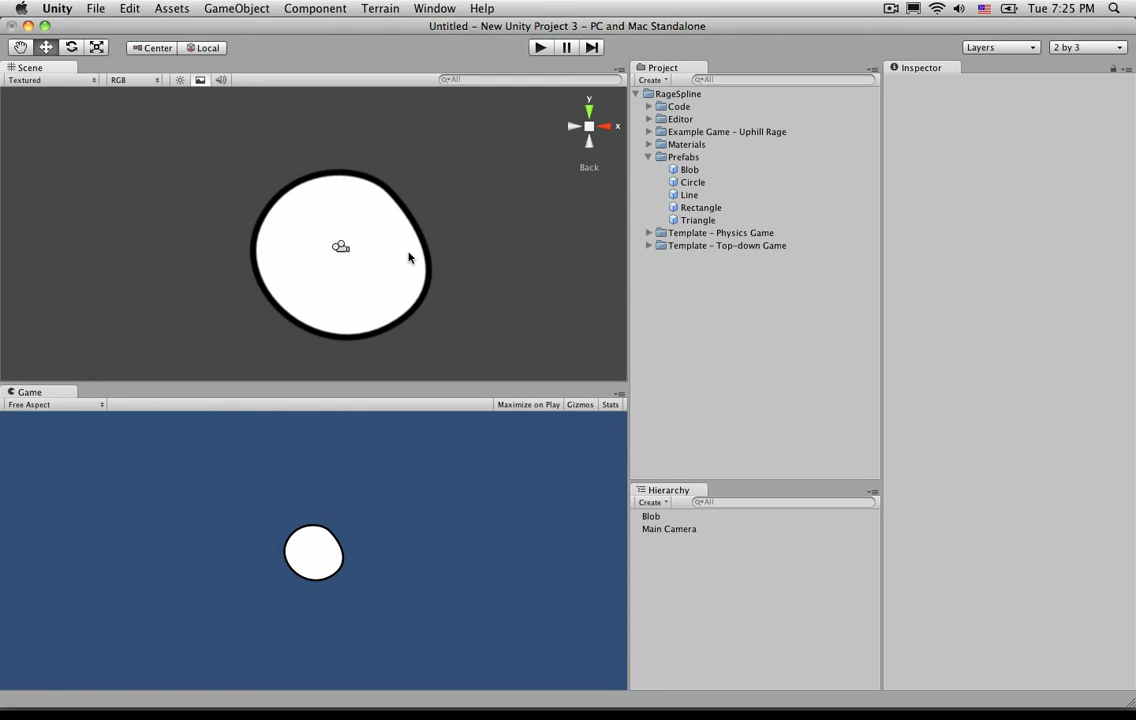 Unity File Edit Assets GameObject Component Terrain Window Help Tue 7:25 PM
Untitled - New Unity Project 3 - PC and Mac Standalone
Center Local Layers 2 by 3
Scene Project Inspector
Textured RGB All Create All
RageSpline
Code
Editor
Example Game - Uphill Rage
Materials
Prefabs
Blob
Circle
Line
Rectangle
Triangle
Template - Physics Game
Template - Top-down Game
y
x
Back
Game
Free Aspect Maximize on Play Gizmos Stats
Hierarchy
Create All
Blob
Main Camera